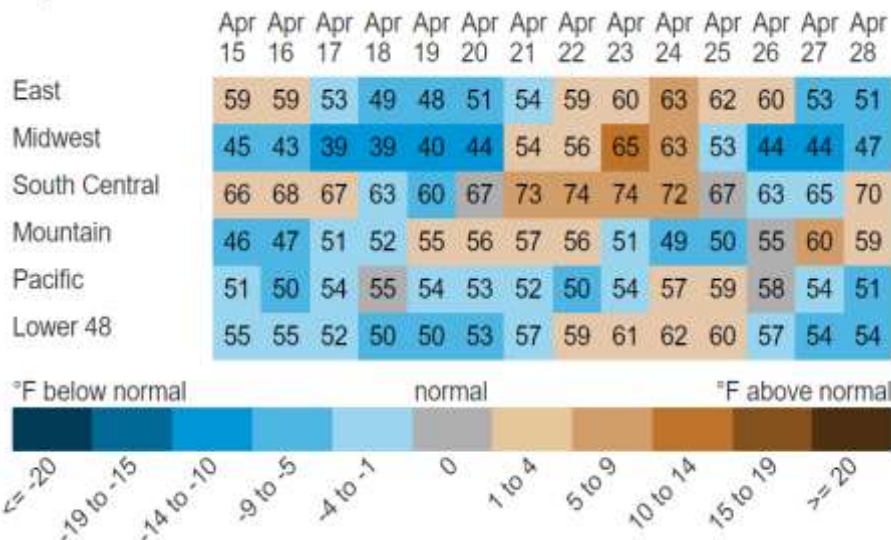 Apr Apr Apr Apr Apr Apr Apr Apr Apr Apr Apr Apr Apr Apr
15 16 17 18 19 20 21 22 23 24 25 26 27 28
East 59 59 53 49 48 51 54 59 60 63 62 60 53 51
Midwest 45 43 39 39 40 44 54 56 65 63 53 44 44 47
South Central 66 68 67 63 60 67 73 74 74 72 67 63 65 70
Mountain 46 47 51 52 55 56 57 56 51 49 50 55 60 59
Pacific 51 50 54 55 54 53 52 50 54 57 59 58 54 51
Lower 48 55 55 52 50 50 53 57 59 61 62 60 57 54 54
°F below normal normal °F above normal
<= -20 -19 to -15 -14 to -10 -9 to -5 -4 to -1 0 1 to 4 5 to 9 10 to 14 15 to 19 >= 20